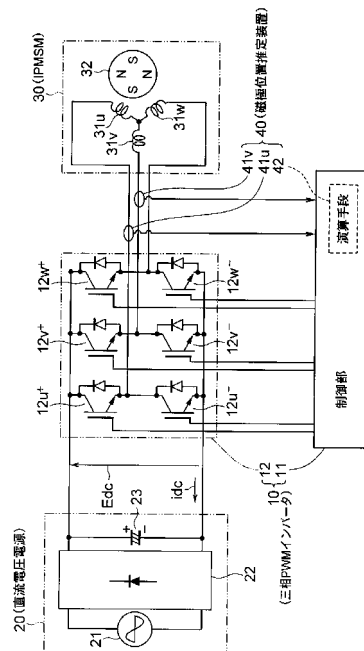 30 (IPMSM)
32
N
S
S
N
31u
31v
31w
40 (磁極位置推定装置)
41v
41u
42
演算手段
制御部
12u+
12v+
12w+
12u−
12v−
12w−
12
11
10
(三相PWMインバータ)
Edc
idc
23
+
−
20 (直流電圧電源)
21
22